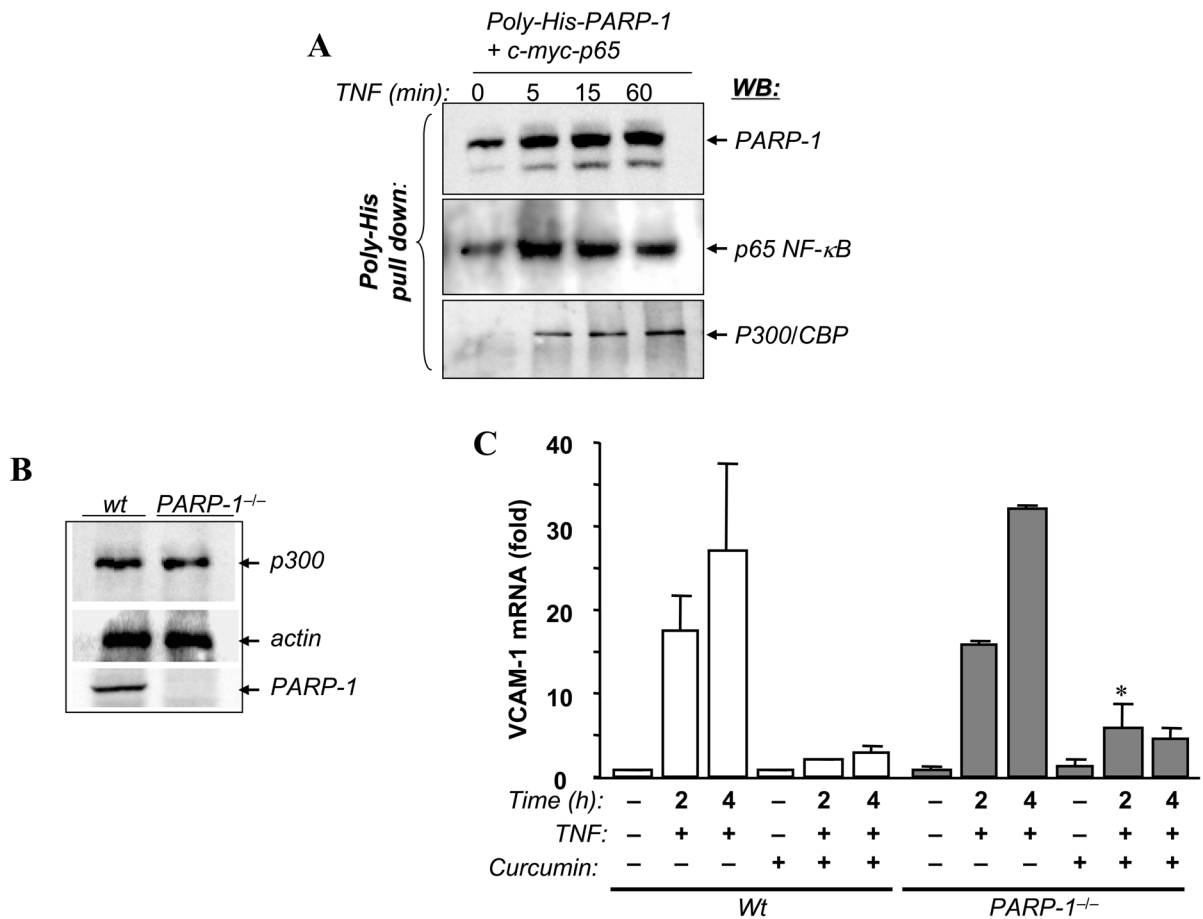 A
Poly-His-PARP-1
+ c-myc-p65
TNF (min): 0 5 15 60 WB:
Poly-His
pull down:
PARP-1
p65 NF-κB
P300/CBP
B
wt PARP-1–/–
p300
actin
PARP-1
C
VCAM-1 mRNA (fold)
40
30
20
10
0
*
Time (h): – 2 4 – 2 4 – 2 4 – 2 4
TNF: – + + – + + – + + – + +
Curcumin: – – – + + + – – – + + +
Wt PARP-1–/–